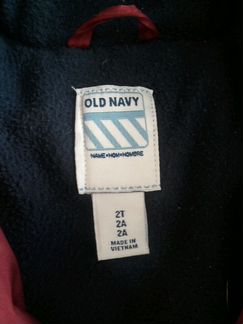 OLD NAVY
NAME•NOM•NOMBRE
2T
2A
2A
MADE IN
VIETNAM